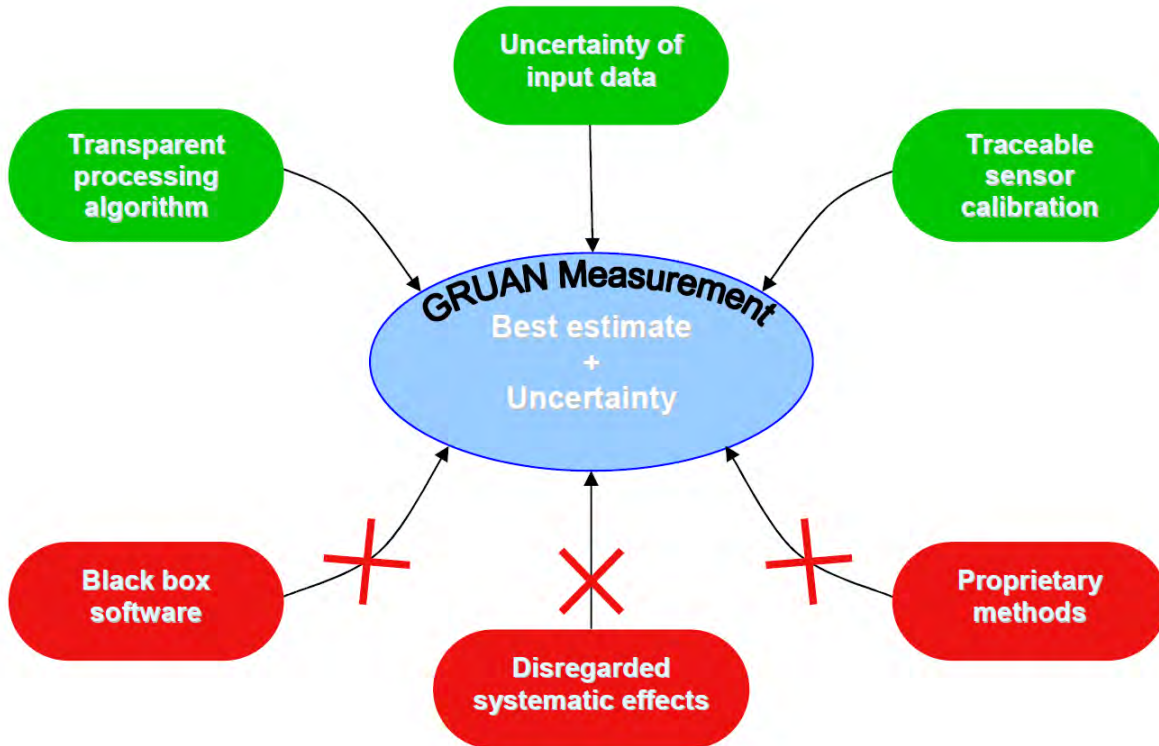 Uncertainty of
input data
Transparent
processing
algorithm
Traceable
sensor
calibration
GRUAN Measurement
Best estimate
+
Uncertainty
Black box
software
Proprietary
methods
Disregarded
systematic effects